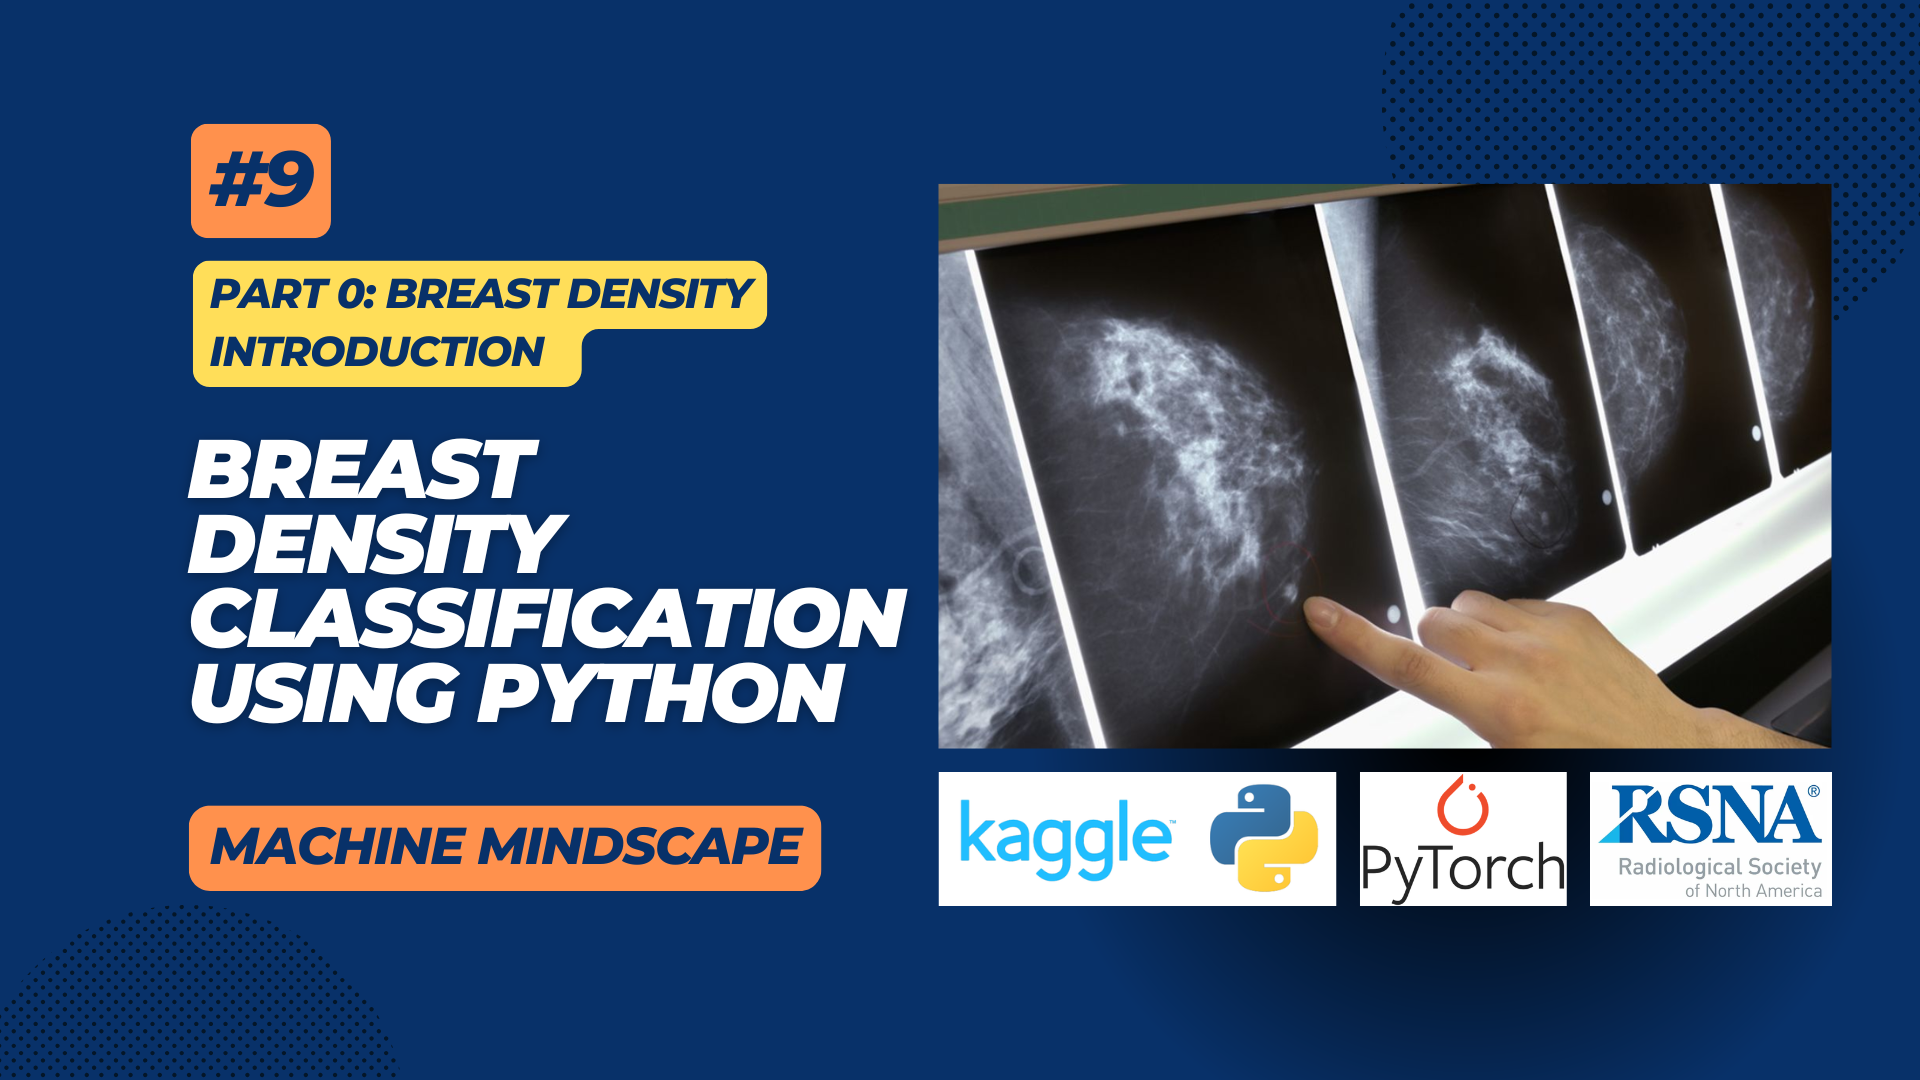 #9
PART 0: BREAST DENSITY
INTRODUCTION
BREAST
DENSITY
CLASSIFICATION
USING PYTHON
MACHINE MINDSCAPE
kaggle™
PyTorch
RSNA®
Radiological Society
of North America